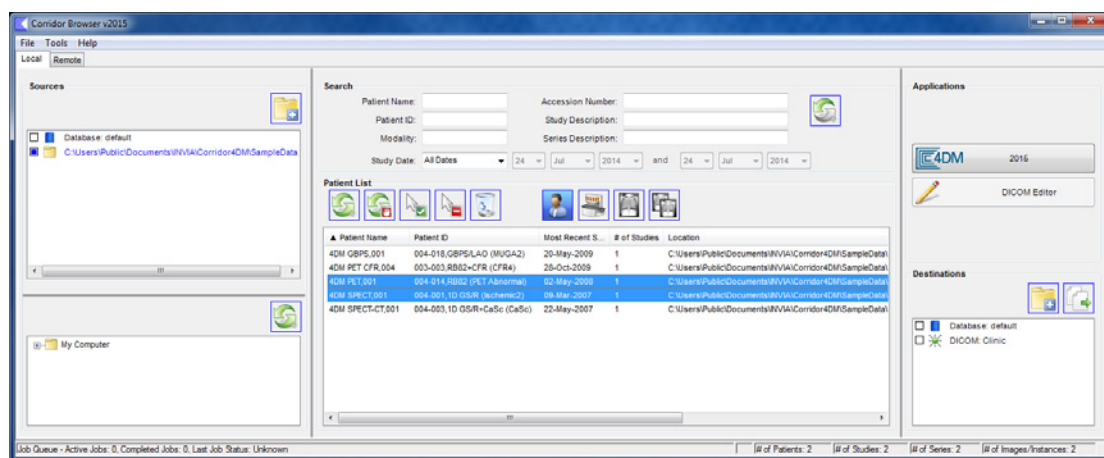 Corridor Browser v2015
File Tools Help
Local Remote
Sources
Database: default
C:\Users\Public\Documents\INVIA\Corridor4DM\SampleData
My Computer
Search
Patient Name:
Accession Number:
Patient ID:
Study Description:
Modality:
Series Description:
Study Date: All Dates 24 Jul 2014 and 24 Jul 2014
Patient List
▲ Patient Name Patient ID Most Recent S... # of Studies Location
4DM GBPS,001 004-018,GBPS/LAO (MUGA2) 20-May-2009 1 C:\Users\Public\Documents\INVIA\Corridor4DM\SampleData\
4DM PET CFR,004 003-003,RB82+CFR (CFR4) 28-Oct-2009 1 C:\Users\Public\Documents\INVIA\Corridor4DM\SampleData\
4DM PET,001 004-014,RB82 (PET Abnormal) 02-May-2008 1 C:\Users\Public\Documents\INVIA\Corridor4DM\SampleData\
4DM SPECT,001 004-001,1D GS/R (Ischemic2) 09-Mar-2007 1 C:\Users\Public\Documents\INVIA\Corridor4DM\SampleData\
4DM SPECT-CT,001 004-003,1D GS/R+CaSc (CaSc) 22-May-2007 1 C:\Users\Public\Documents\INVIA\Corridor4DM\SampleData\
Applications
4DM 2015
DICOM Editor
Destinations
Database: default
DICOM: Clinic
Job Queue - Active Jobs: 0, Completed Jobs: 0, Last Job Status: Unknown # of Patients: 2 # of Studies: 2 # of Series: 2 # of Images/Instances: 2